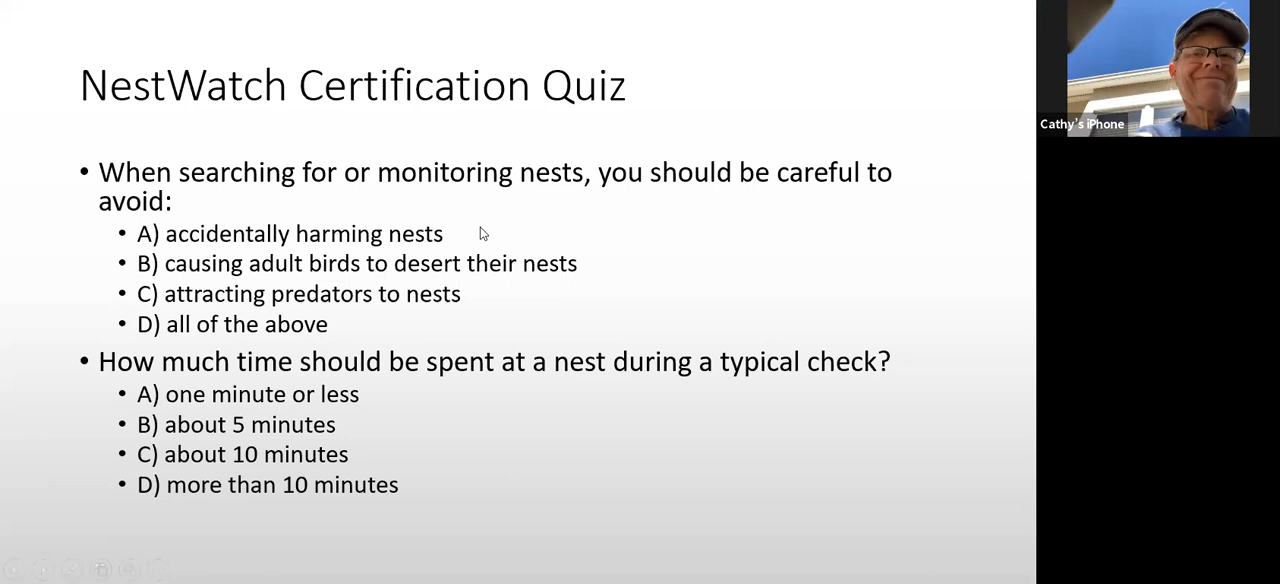 NestWatch Certification Quiz
• When searching for or monitoring nests, you should be careful to
avoid:
• A) accidentally harming nests
• B) causing adult birds to desert their nests
• C) attracting predators to nests
• D) all of the above
• How much time should be spent at a nest during a typical check?
• A) one minute or less
• B) about 5 minutes
• C) about 10 minutes
• D) more than 10 minutes
Cathy's iPhone